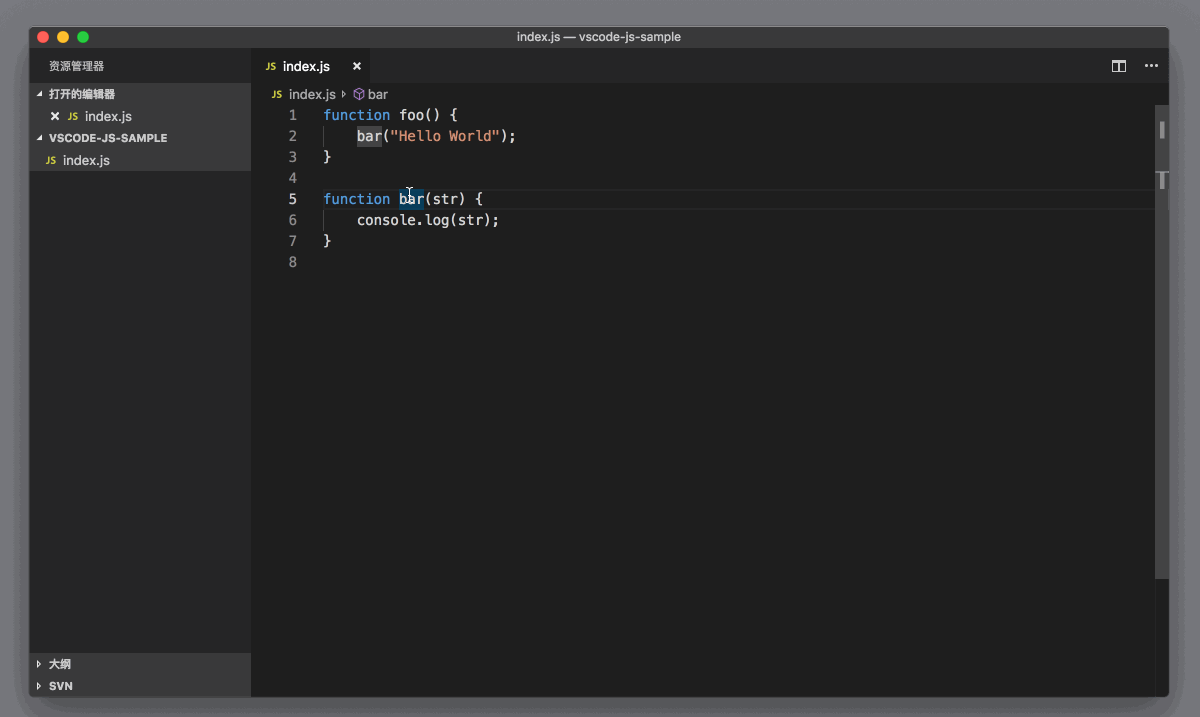 index.js — vscode-js-sample
资源管理器
JS index.js ×
打开的编辑器
× JS index.js
VSCODE-JS-SAMPLE
JS index.js
大纲
SVN
JS index.js bar
1 function foo() {
2     bar("Hello World");
3 }
4
5 function bar(str) {
6     console.log(str);
7 }
8